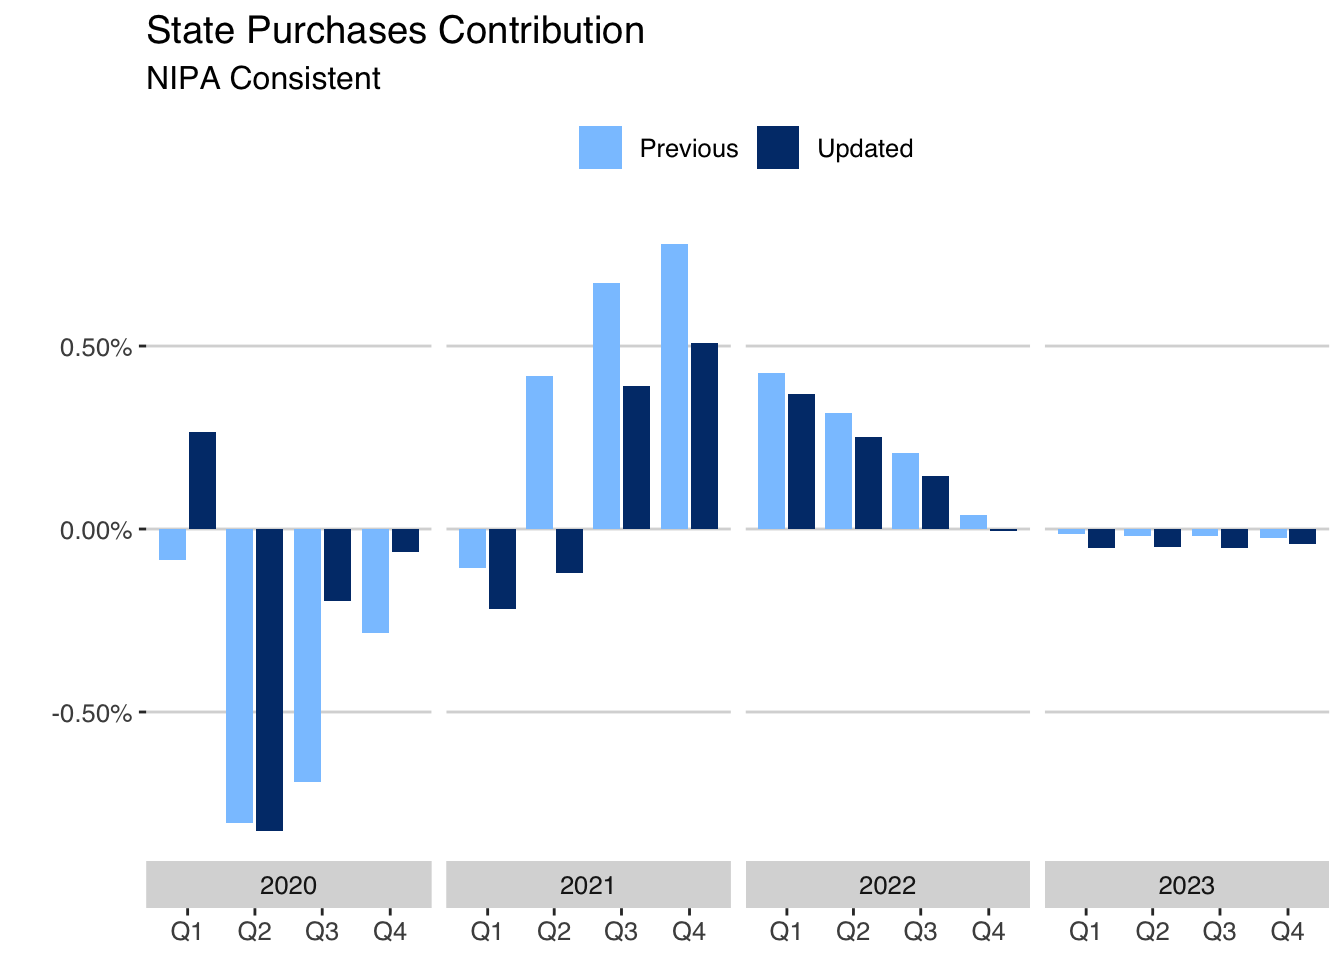 State Purchases Contribution
NIPA Consistent
Previous Updated
0.50%
0.00%
-0.50%
2020 2021 2022 2023
Q1 Q2 Q3 Q4 Q1 Q2 Q3 Q4 Q1 Q2 Q3 Q4 Q1 Q2 Q3 Q4